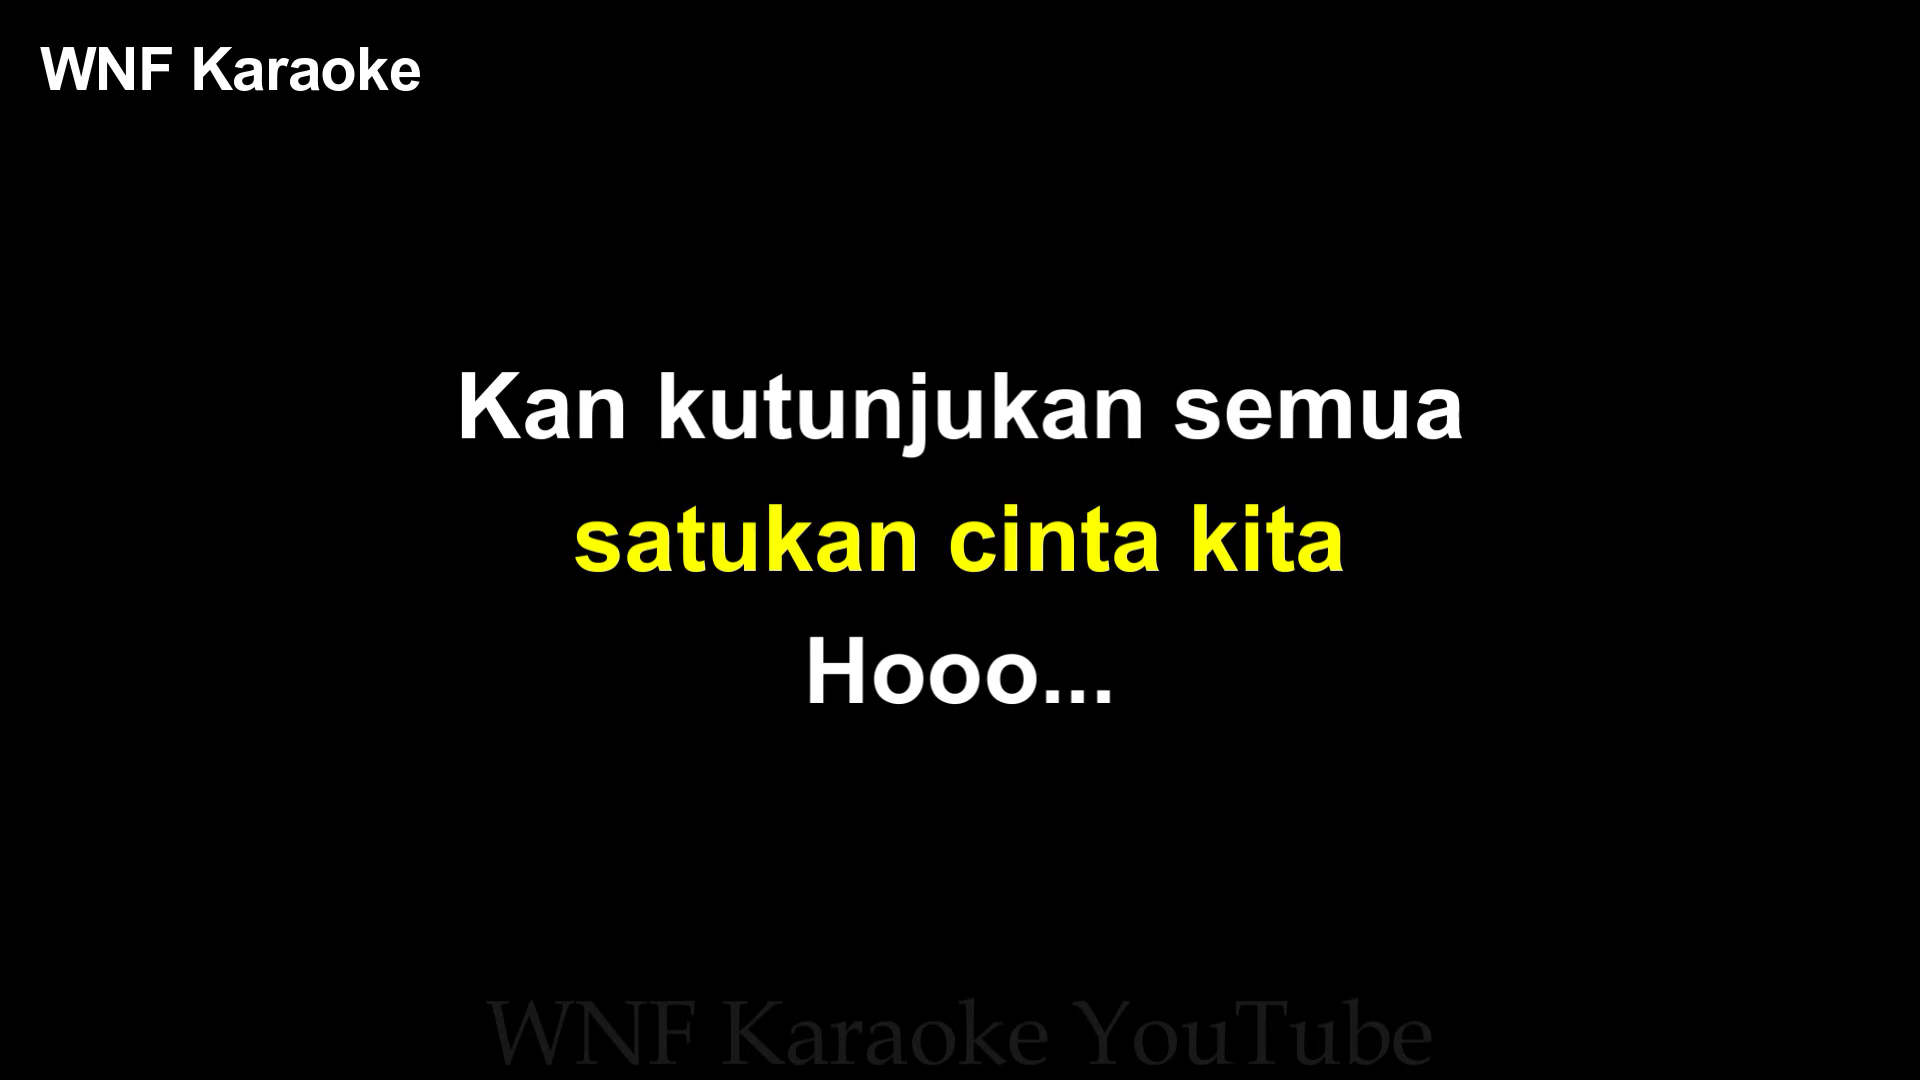 WNF Karaoke
Kan kutunjukan semua
satukan cinta kita
Hooo...
WNF Karaoke YouTube